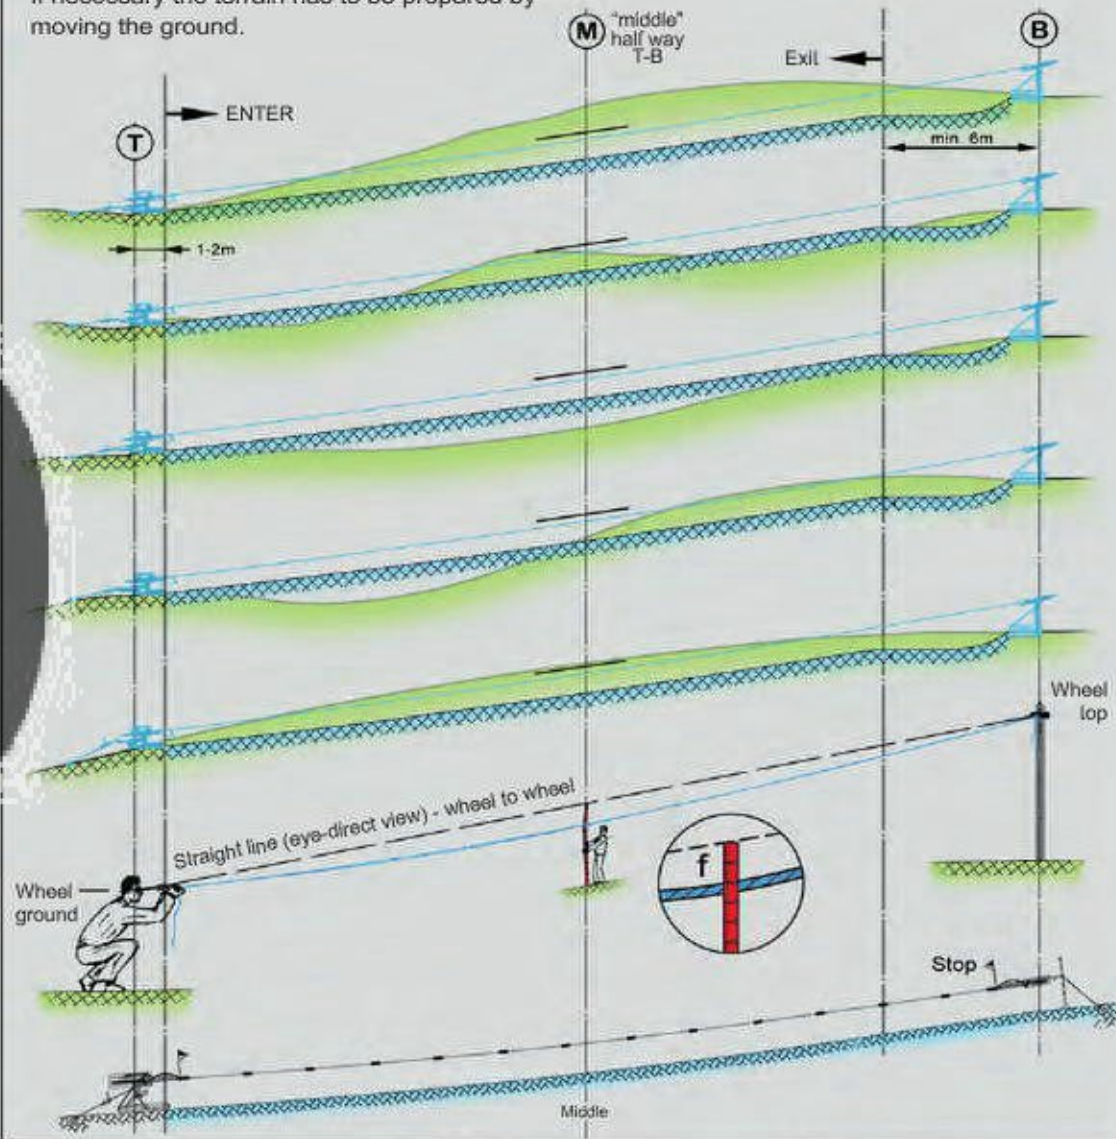 moving the ground.
M
"middle"
half way
T-B
B
Exit
ENTER
T
min. 6m
1-2m
Wheel
top
Straight line (eye-direct view) - wheel to wheel
Wheel
ground
f
Stop
Middle